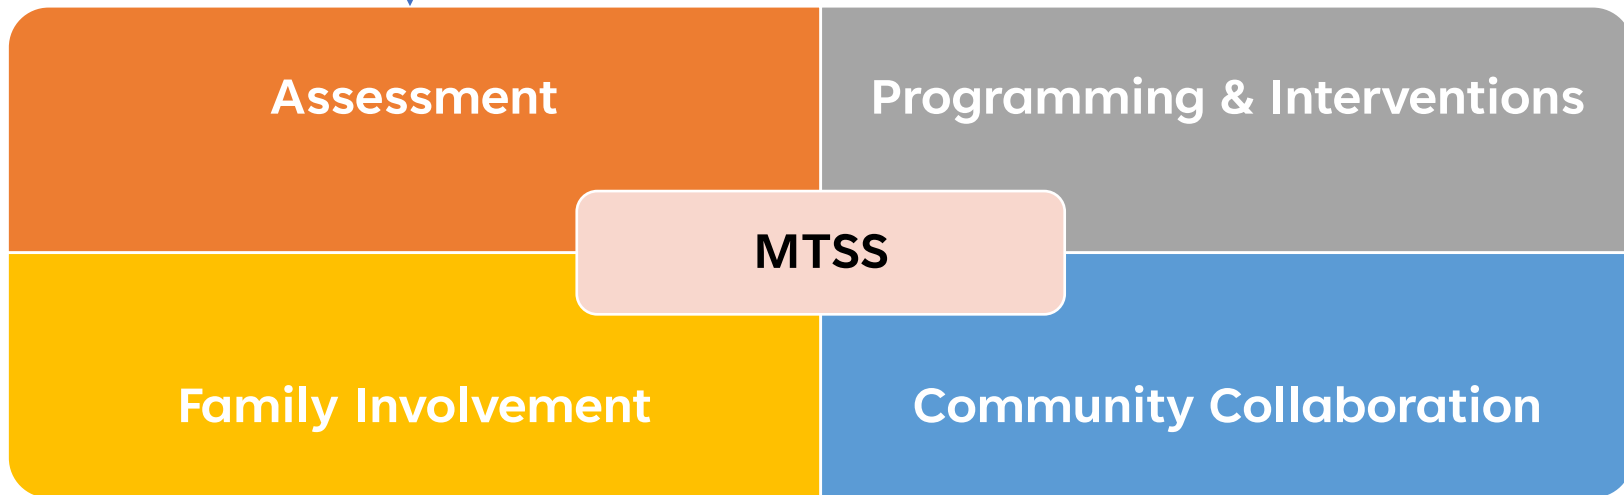 Assessment
Programming & Interventions
MTSS
Family Involvement
Community Collaboration